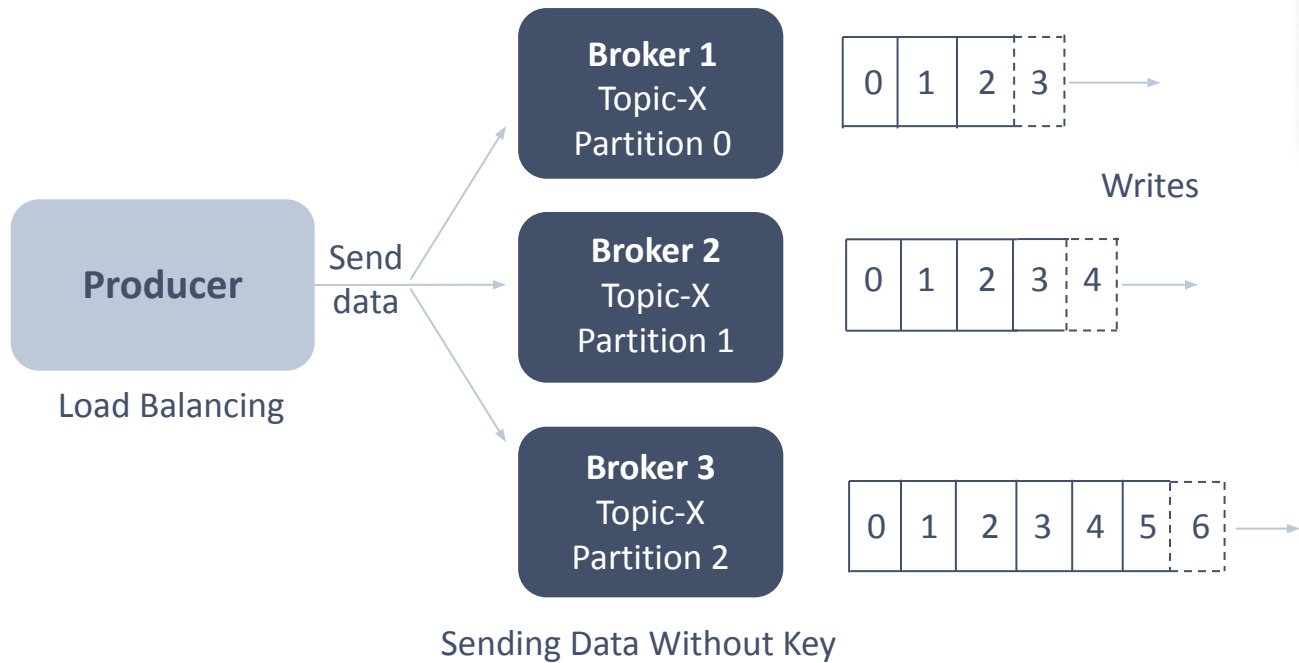 Broker 1
Topic-X
Partition 0
0 1 2 3
Writes
Producer
Send
data
Load Balancing
Broker 2
Topic-X
Partition 1
0 1 2 3 4
Broker 3
Topic-X
Partition 2
0 1 2 3 4 5 6
Sending Data Without Key